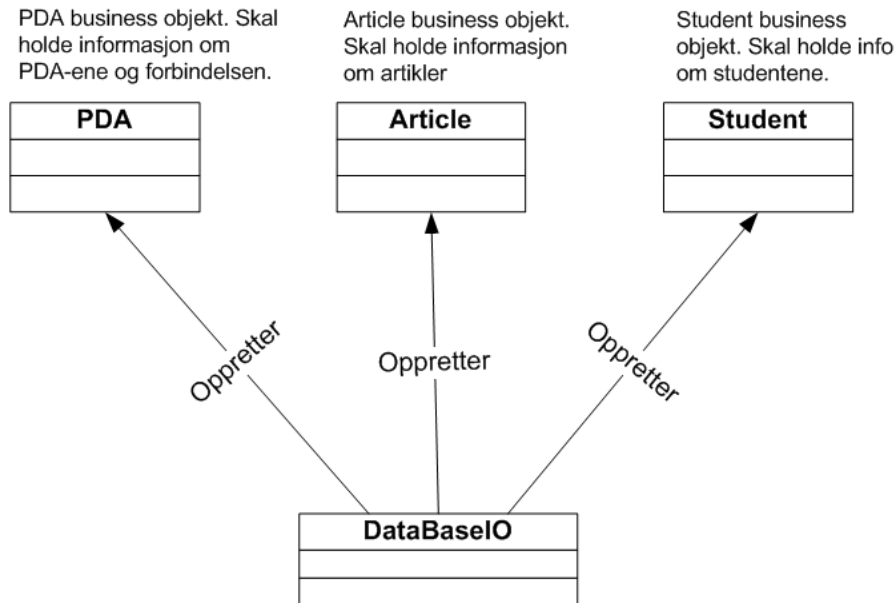 PDA business objekt. Skal
holde informasjon om
PDA-ene og forbindelsen.
Article business objekt.
Skal holde informasjon
om artikler
Student business
objekt. Skal holde info
om studentene.
PDA
Article
Student
Oppretter
Oppretter
Oppretter
DataBaseIO